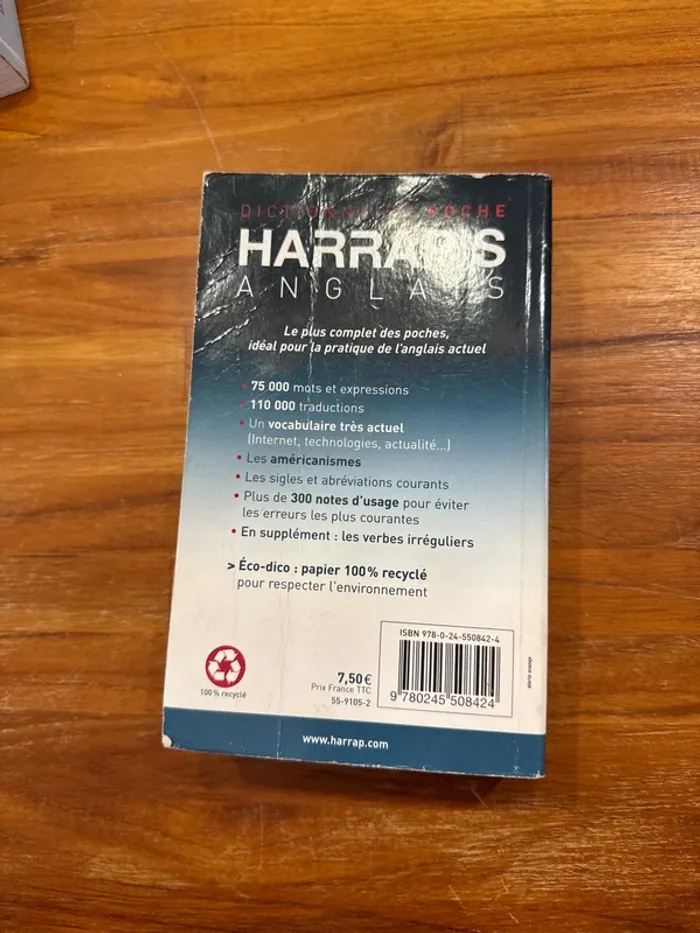 DICTIONNAIRE POCHE
HARRAP'S
ANGLAIS
Le plus complet des poches,
idéal pour la pratique de l'anglais actuel
• 75 000 mots et expressions
• 110 000 traductions
• Un vocabulaire très actuel
(Internet, technologies, actualité...)
• Les américanismes
• Les sigles et abréviations courants
• Plus de 300 notes d'usage pour éviter
les erreurs les plus courantes
• En supplément : les verbes irréguliers
> Éco-dico : papier 100% recyclé
pour respecter l'environnement
100% recyclé
7,50 €
Prix France TTC
55-9105-2
ISBN 978-0-24-550842-4
9 780245 508424
www.harrap.com